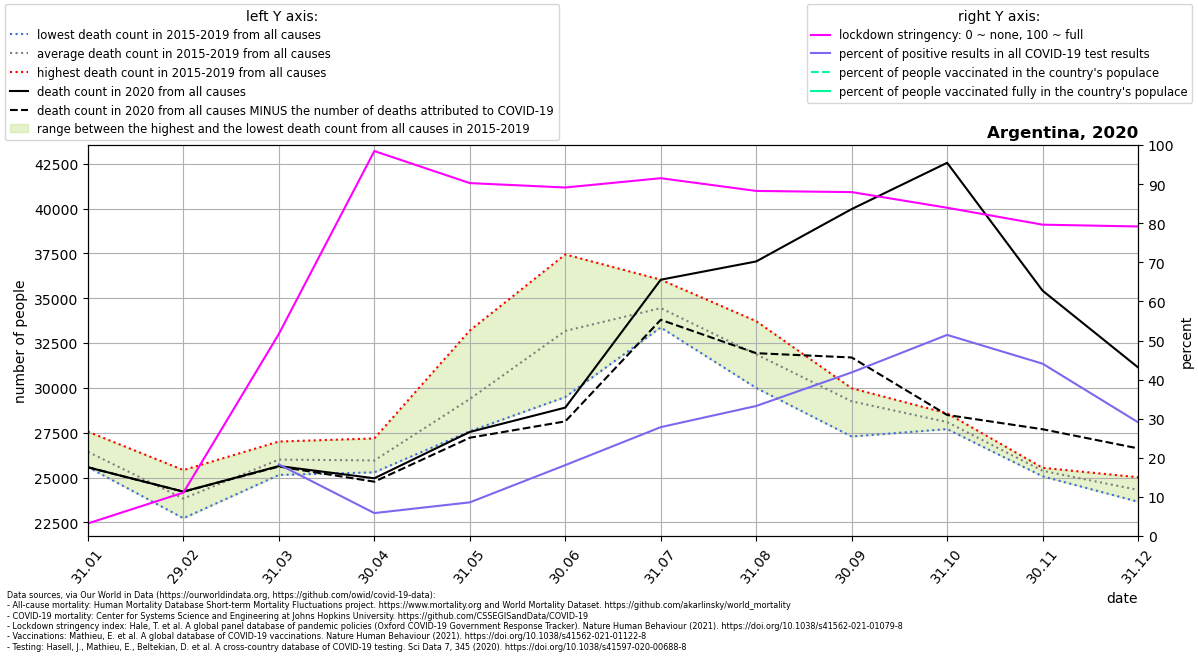 left Y axis:
lowest death count in 2015-2019 from all causes
average death count in 2015-2019 from all causes
highest death count in 2015-2019 from all causes
death count in 2020 from all causes
death count in 2020 from all causes MINUS the number of deaths attributed to COVID-19
range between the highest and the lowest death count from all causes in 2015-2019
right Y axis:
lockdown stringency: 0 ~ none, 100 ~ full
percent of positive results in all COVID-19 test results
percent of people vaccinated in the country's populace
percent of people vaccinated fully in the country's populace
Argentina, 2020
number of people
42500
40000
37500
35000
32500
30000
27500
25000
22500
100
90
80
70
60
50
40
30
20
10
0
percent
31.01
29.02
31.03
30.04
31.05
30.06
31.07
31.08
30.09
31.10
30.11
31.12
date
Data sources, via Our World in Data (https://ourworldindata.org, https://github.com/owid/covid-19-data):
- All-cause mortality: Human Mortality Database Short-term Mortality Fluctuations project. https://www.mortality.org and World Mortality Dataset. https://github.com/akarlinsky/world_mortality
- COVID-19 mortality: Center for Systems Science and Engineering at Johns Hopkins University. https://github.com/CSSEGISandData/COVID-19
- Lockdown stringency index: Hale, T. et al. A global panel database of pandemic policies (Oxford COVID-19 Government Response Tracker). Nature Human Behaviour (2021). https://doi.org/10.1038/s41562-021-01079-8
- Vaccinations: Mathieu, E. et al. A global database of COVID-19 vaccinations. Nature Human Behaviour (2021). https://doi.org/10.1038/s41562-021-01122-8
- Testing: Hasell, J., Mathieu, E., Beltekian, D. et al. A cross-country database of COVID-19 testing. Sci Data 7, 345 (2020). https://doi.org/10.1038/s41597-020-00688-8